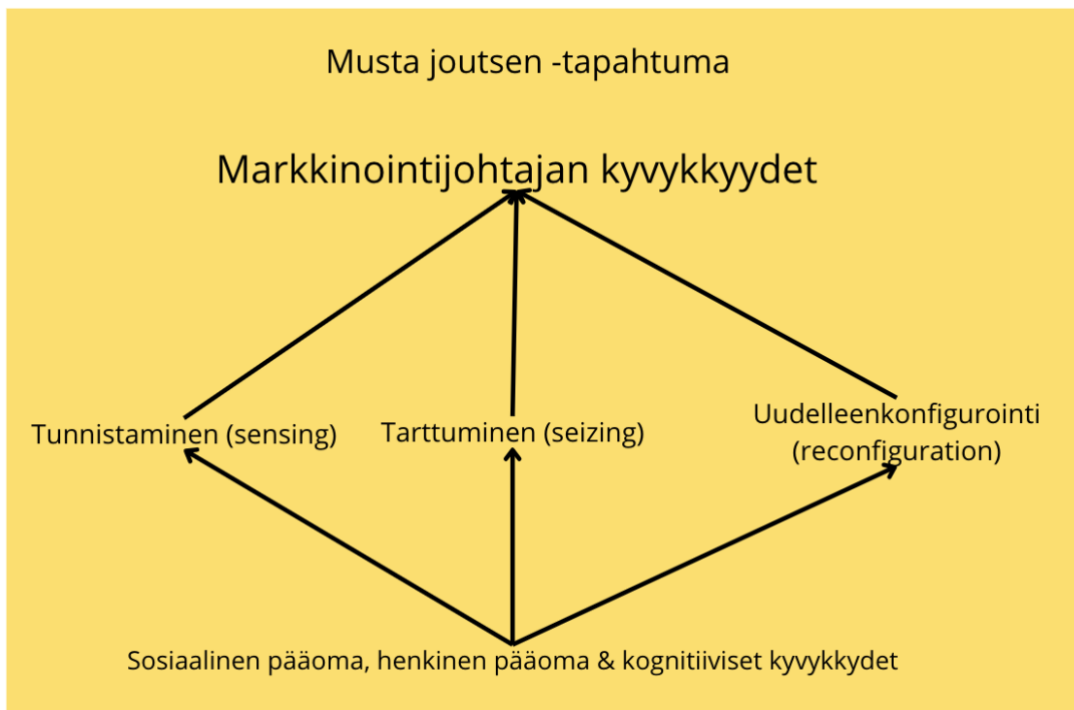 Musta joutsen -tapahtuma
Markkinointijohtajan kyvykkyydet
Tunnistaminen (sensing)
Tarttuminen (seizing)
Uudelleenkonfigurointi
(reconfiguration)
Sosiaalinen pääoma, henkinen pääoma & kognitiiviset kyvykkydet